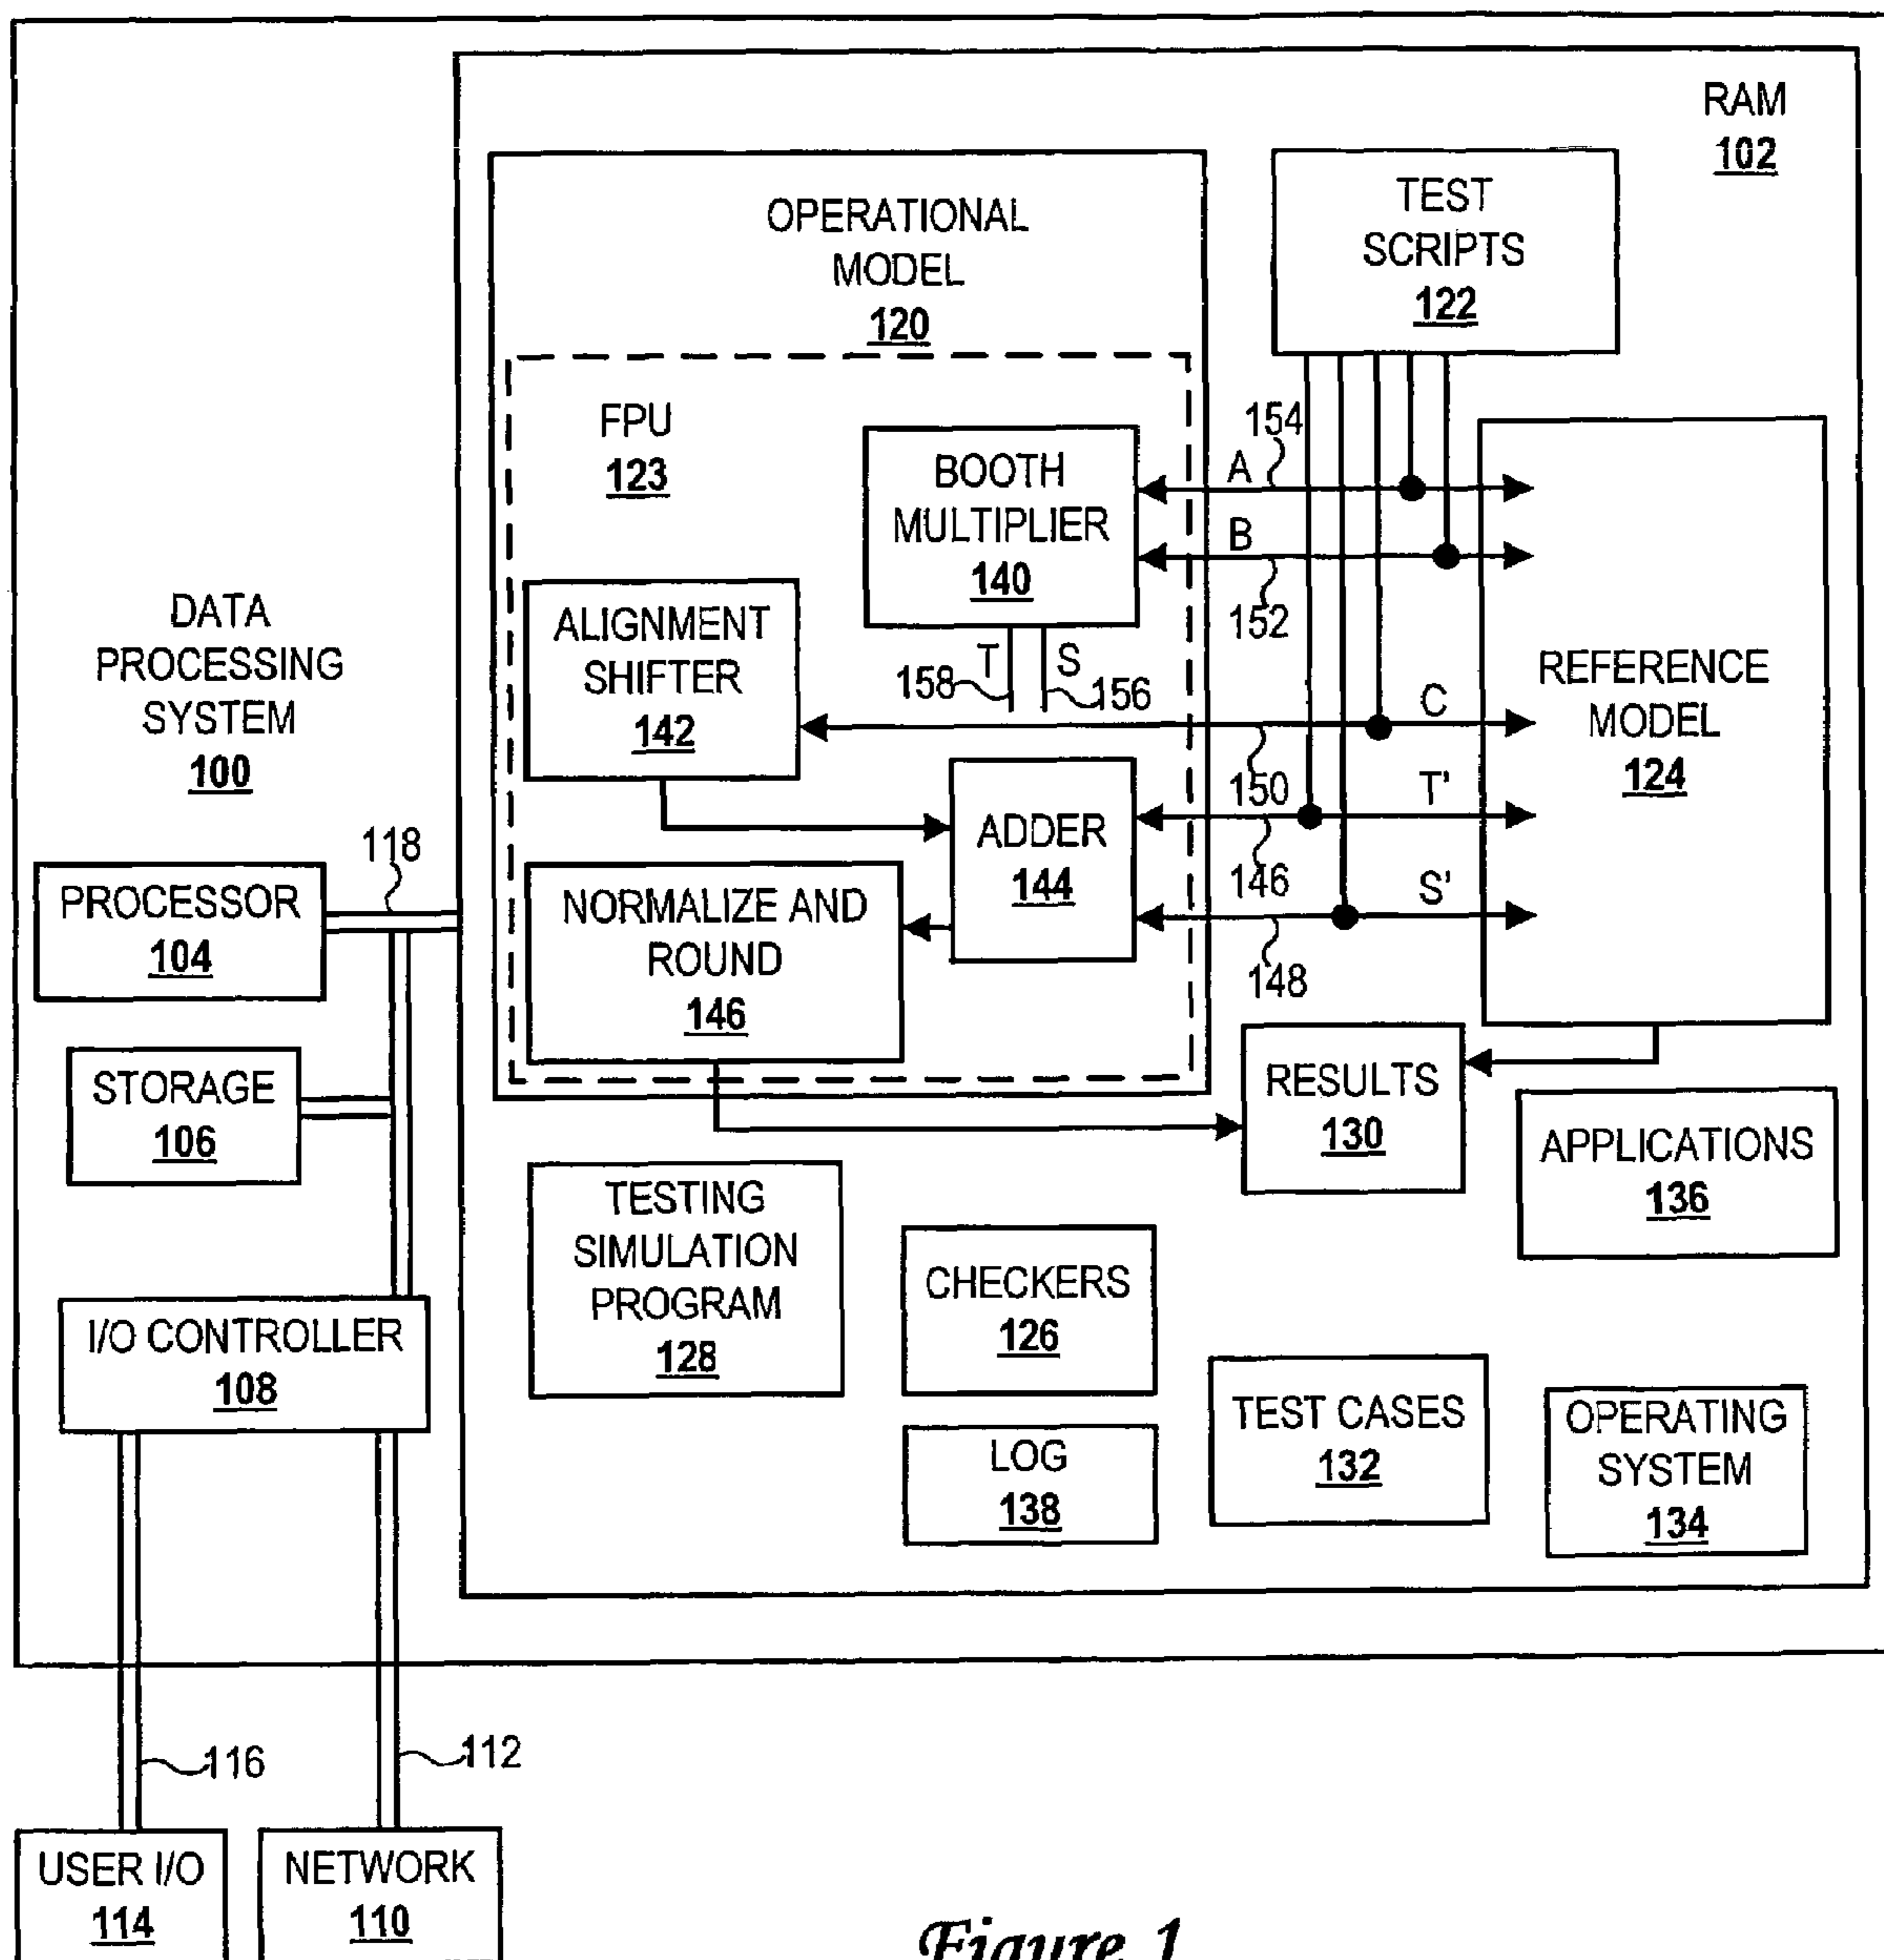 RAM
102
OPERATIONAL
MODEL
120
TEST
SCRIPTS
122
FPU
123
BOOTH
MULTIPLIER
140
154
A
B
152
ALIGNMENT
SHIFTER
142
T
S
158
156
C
150
REFERENCE
MODEL
124
T'
146
ADDER
144
S'
148
NORMALIZE AND
ROUND
146
DATA
PROCESSING
SYSTEM
100
118
PROCESSOR
104
STORAGE
106
RESULTS
130
APPLICATIONS
136
TESTING
SIMULATION
PROGRAM
128
CHECKERS
126
I/O CONTROLLER
108
LOG
138
TEST CASES
132
OPERATING
SYSTEM
134
116
112
USER I/O
114
NETWORK
110
Figure 1